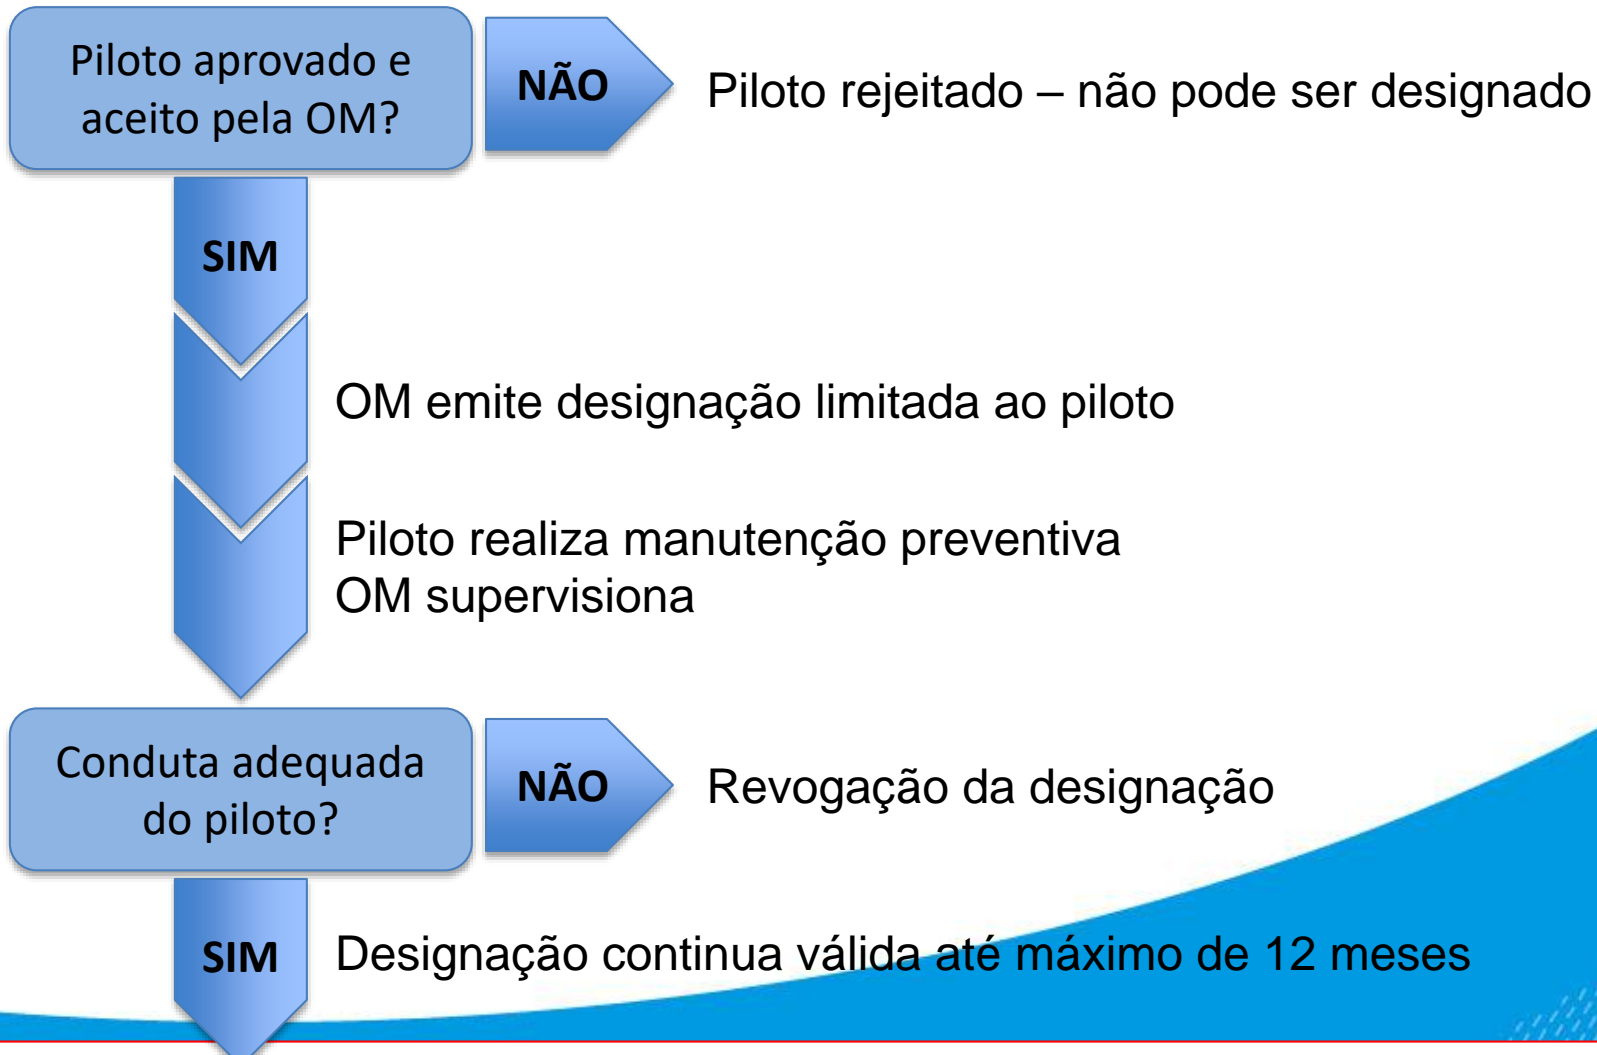 Piloto aprovado e
aceito pela OM?
NÃO
Piloto rejeitado – não pode ser designado
SIM
OM emite designação limitada ao piloto
Piloto realiza manutenção preventiva
OM supervisiona
Conduta adequada
do piloto?
NÃO
Revogação da designação
SIM
Designação continua válida até máximo de 12 meses